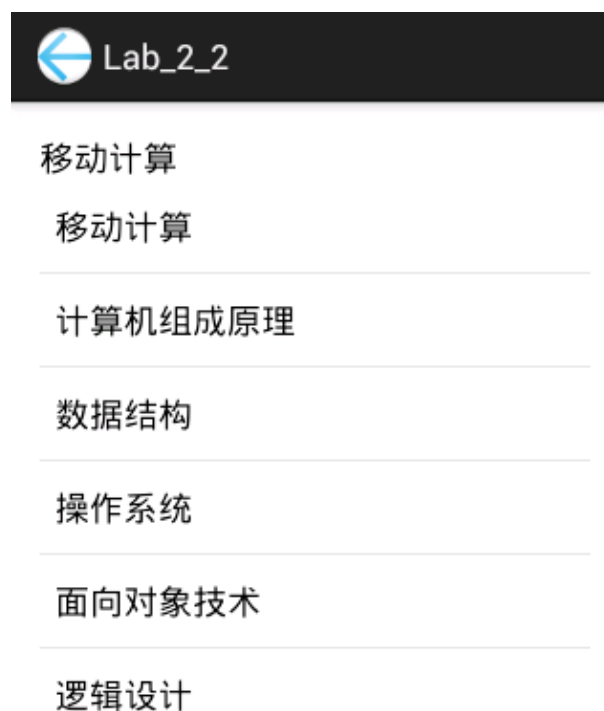 Lab_2_2
移动计算
移动计算
计算机组成原理
数据结构
操作系统
面向对象技术
逻辑设计